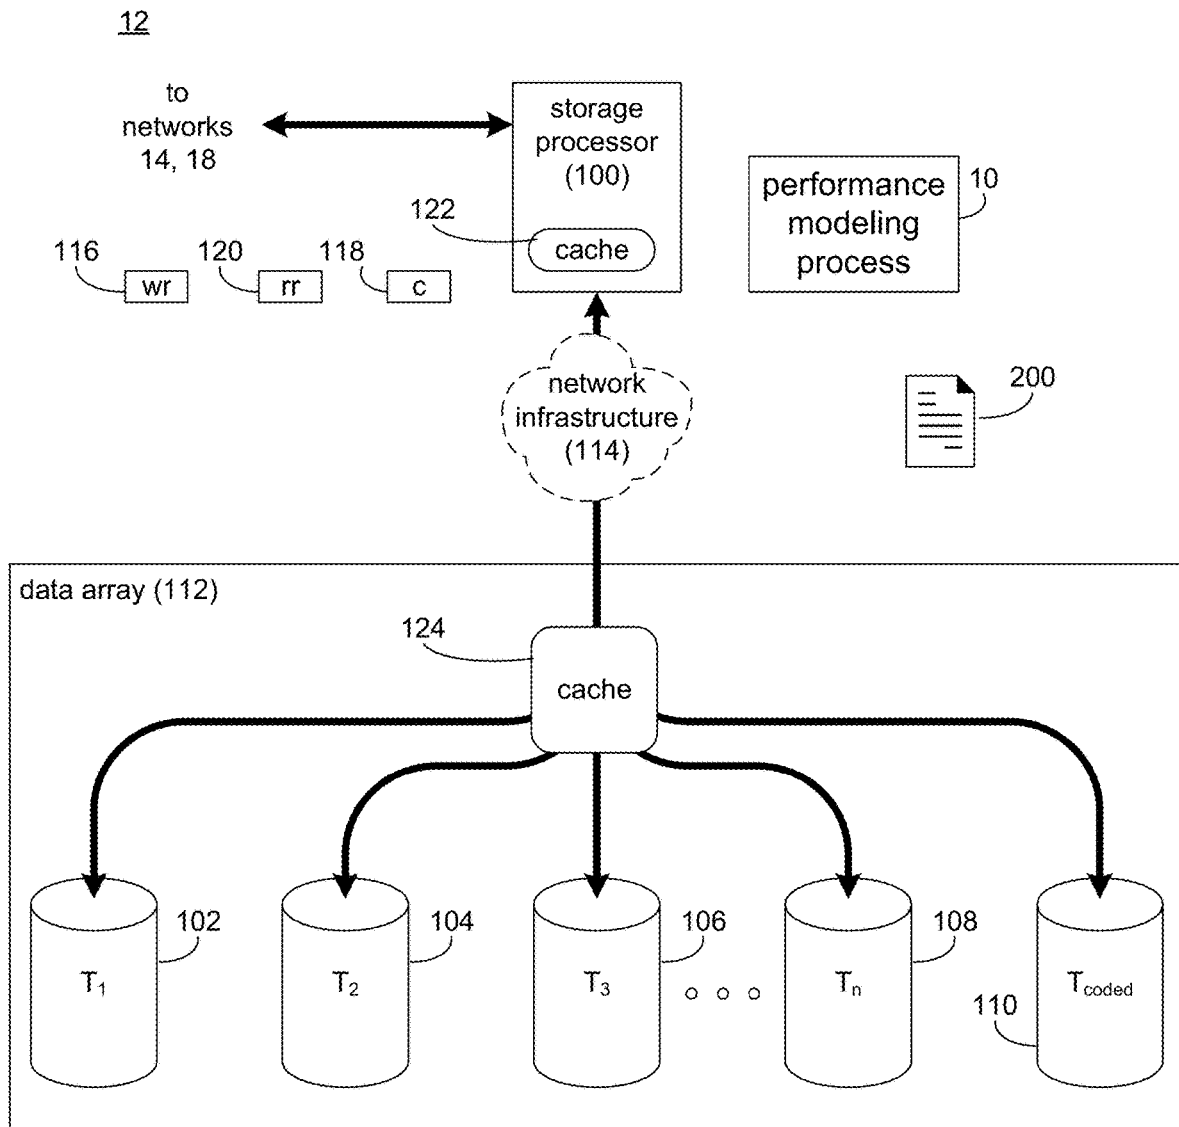 12
to
networks
14, 18
storage
processor
(100)
122
cache
performance
modeling
process
10
116
wr
120
rr
118
c
network
infrastructure
(114)
200
data array (112)
124
cache
T1
102
T2
104
T3
106
Tn
108
Tcoded
110